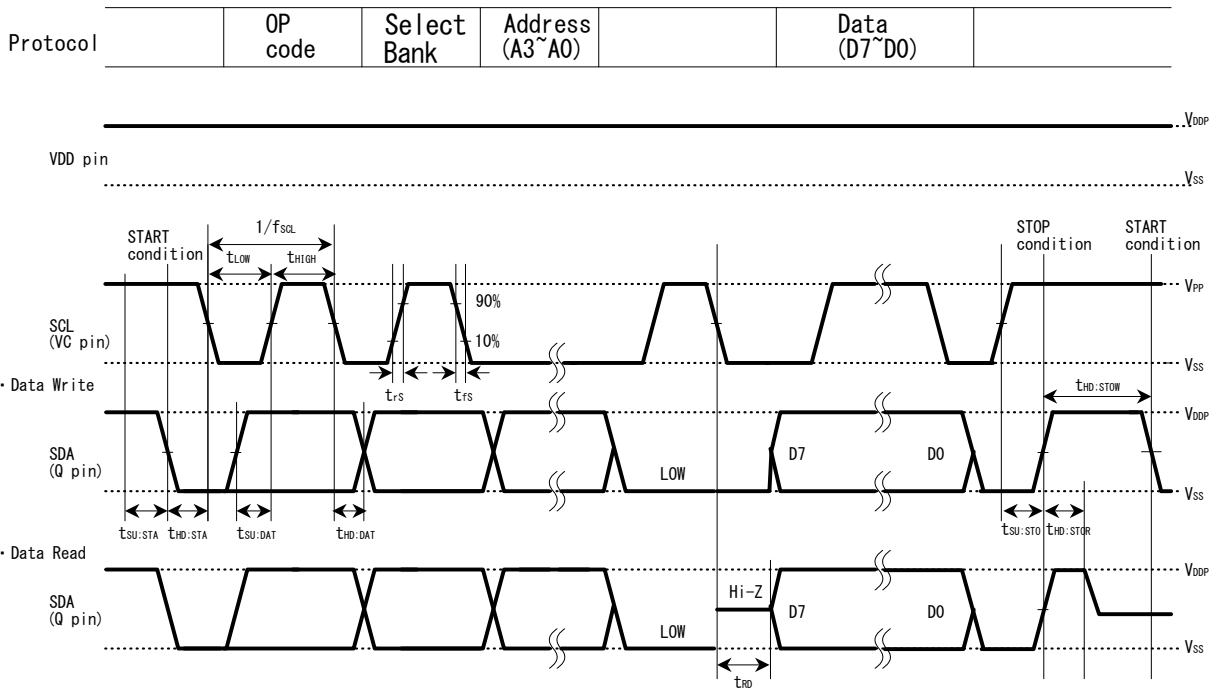 Protocol
OP
code
Select
Bank
Address
(A3~A0)
Data
(D7~D0)
VDDP
VDD pin
VSS
START
condition
1/fSCL
tLOW
tHIGH
STOP
condition
START
condition
VPP
90%
SCL
(VC pin)
10%
VSS
trS
tfS
・Data Write
tHD:STOW
VDDP
SDA
(Q pin)
LOW
D7
D0
VSS
tSU:STA
tHD:STA
tSU:DAT
tHD:DAT
tSU:STO
tHD:STOR
・Data Read
VDDP
Hi-Z
SDA
(Q pin)
LOW
D7
D0
VSS
tRD